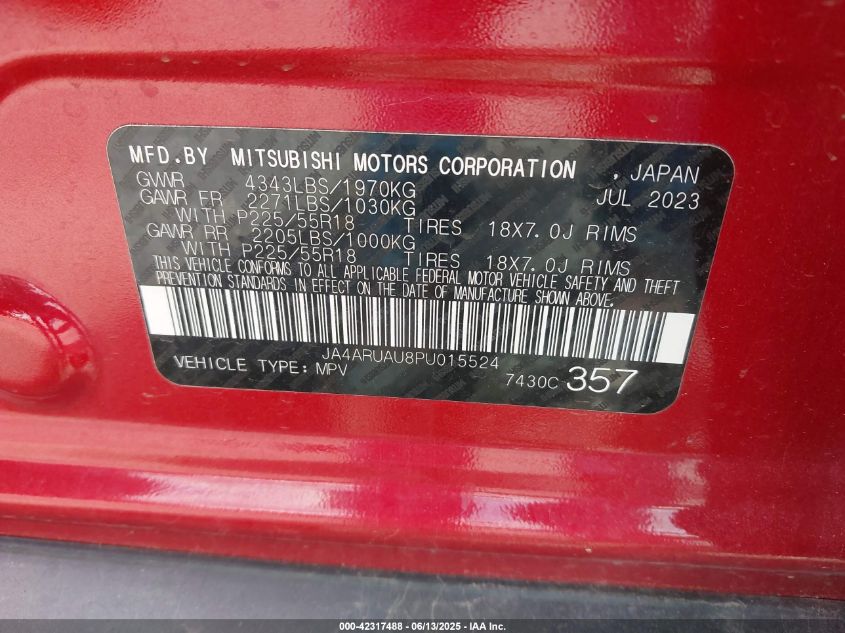 MFD.BY MITSUBISHI MOTORS CORPORATION , JAPAN
GVWR 4343LBS/1970KG JUL 2023
GAWR FR 2271LBS/1030KG
WITH P225/55R18 TIRES 18X7.0J RIMS
GAWR RR 2205LBS/1000KG
WITH P225/55R18 TIRES 18X7.0J RIMS
THIS VEHICLE CONFORMS TO ALL APPLICABLE FEDERAL MOTOR VEHICLE SAFETY AND THEFT
PREVENTION STANDARDS IN EFFECT ON THE DATE OF MANUFACTURE SHOWN ABOVE.
JA4ARUAU8PU015524
VEHICLE TYPE: MPV 7430C 357
000-42317488 - 06/13/2025 - © IAA Inc. (TM)